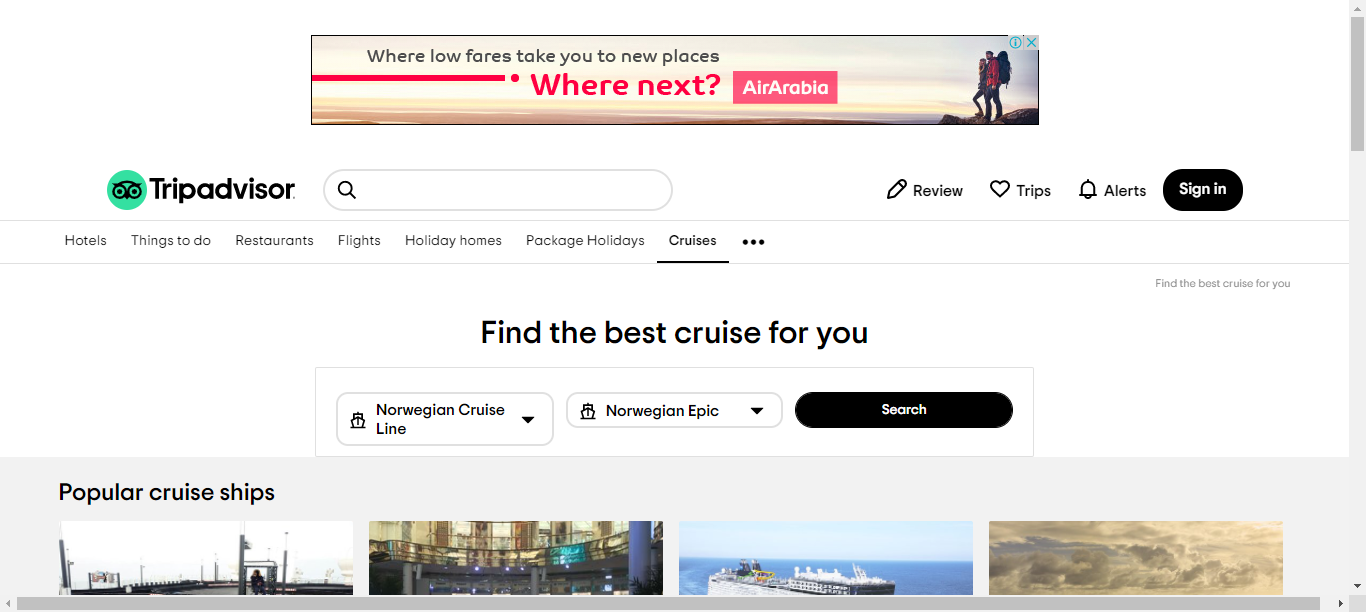 Where low fares take you to new places
Where next? AirArabia
Tripadvisor
Review Trips Alerts Sign in
Hotels Things to do Restaurants Flights Holiday homes Package Holidays Cruises
Find the best cruise for you
Find the best cruise for you
Norwegian Cruise
Line
Norwegian Epic
Search
Popular cruise ships